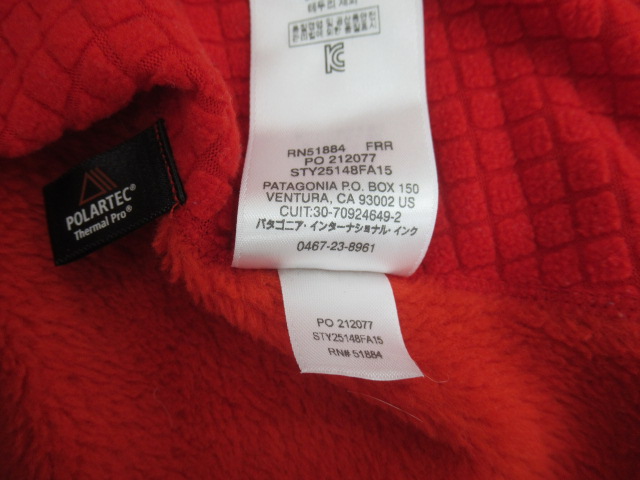 RN51884 FRR
PO 212077
STY25148FA15
PATAGONIA P.O. BOX 150
VENTURA, CA 93002 US
CUIT:30-70924649-2
パタゴニア・インターナショナル・インク
0467-23-8961
POLARTEC®
Thermal Pro®
PO 212077
STY25148FA15
RN# 51884